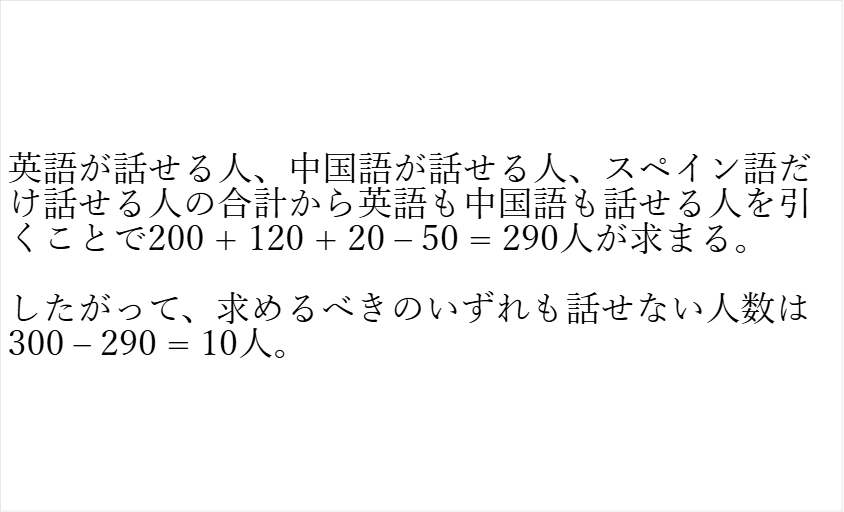 英語が話せる人、中国語が話せる人、スペイン語だ
け話せる人の合計から英語も中国語も話せる人を引
くことで200 + 120 + 20 – 50 = 290人が求まる。
したがって、求めるべきのいずれも話せない人数は
300 – 290 = 10人。